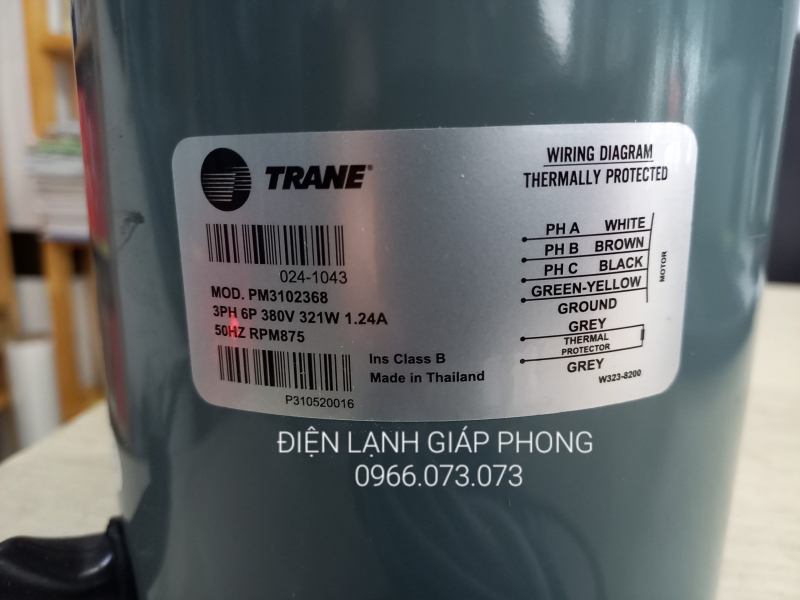 TRANE®
024-1043
MOD. PM3102368
3PH 6P 380V 321W 1.24A
50HZ RPM875
P310520016
Ins Class B
Made in Thailand
WIRING DIAGRAM
THERMALLY PROTECTED
PH A WHITE
PH B BROWN
PH C BLACK
GREEN-YELLOW
GROUND
MOTOR
GREY
THERMAL
PROTECTOR
GREY
W323-8200
ĐIỆN LẠNH GIÁP PHONG
0966.073.073